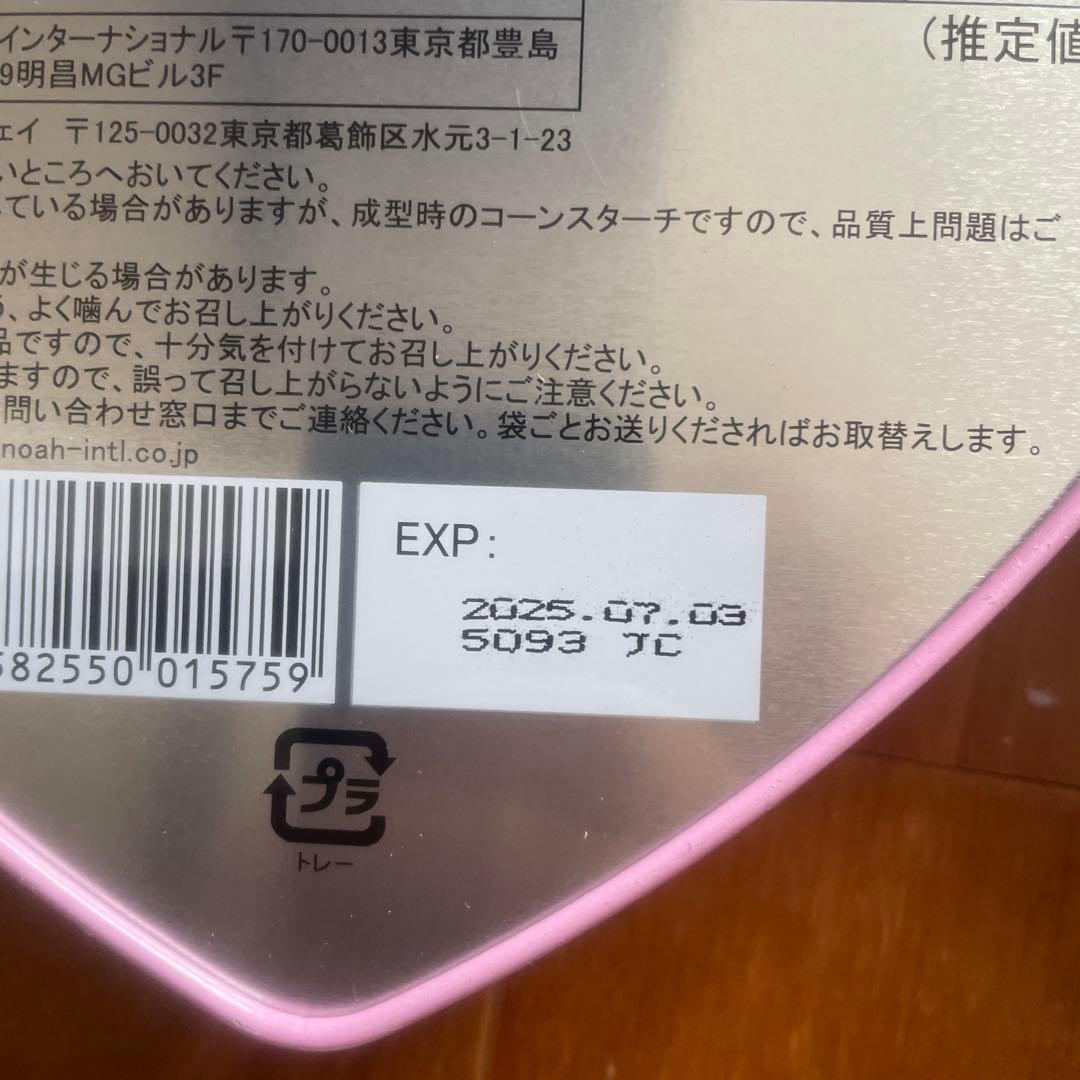 インターナショナル〒170-0013東京都豊島
9明昌MGビル3F
(推定値
ェイ 〒125-0032東京都葛飾区水元3-1-23
いところへおいてください。
ている場合がありますが、成型時のコーンスターチですので、品質上問題はご
が生じる場合があります。
、よく噛んでお召し上がりください。
品ですので、十分気を付けてお召し上がりください。
ますので、誤って召し上がらないようにご注意ください。
問い合わせ窓口までご連絡ください。袋ごとお送りくださればお取替えします。
noah-intl.co.jp
582550 015759
EXP:
2025.07.03
5093 JC
プラ
トレー